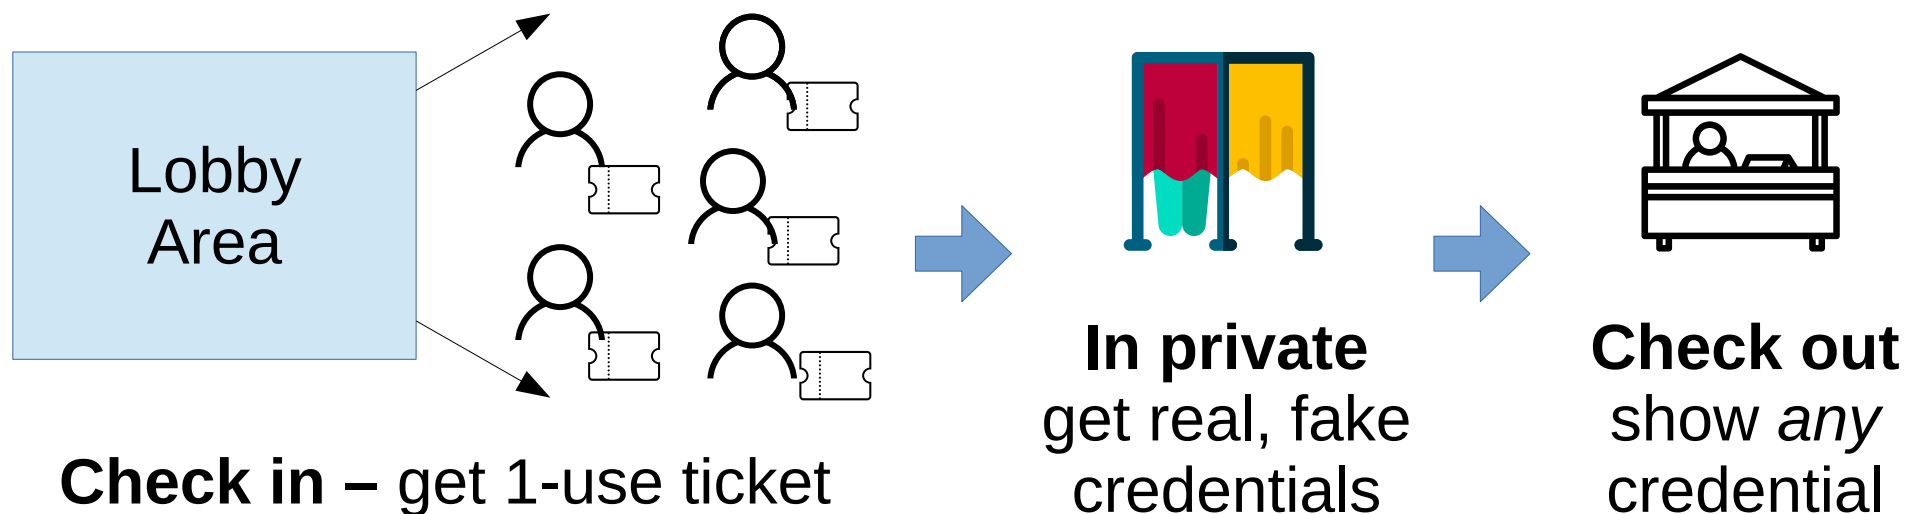 Lobby
Area
Check in – get 1-use ticket
In private
get real, fake
credentials
Check out
show any
credential